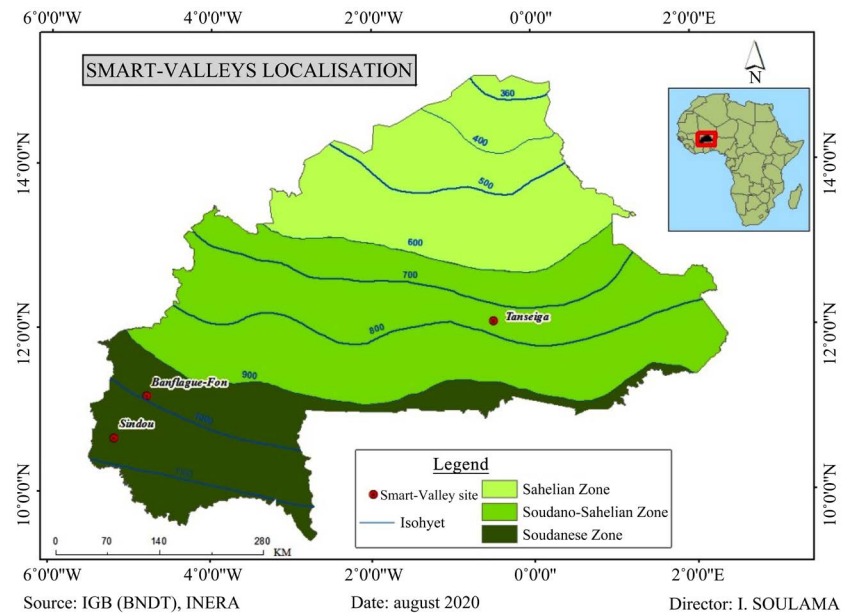 6°0'0"W 4°0'0"W 2°0'0"W 0°0'0" 2°0'0"E
SMART-VALLEYS LOCALISATION
N
360
400
14°0'0"N 14°0'0"N
500
600
700
Tanseiga
800
12°0'0"N 12°0'0"N
900
Banflague-Fon
Sindou
10°0'0"N 10°0'0"N
Legend
Smart-Valley site
Isohyet
Sahelian Zone
Soudano-Sahelian Zone
Soudanese Zone
0 70 140 280
KM
6°0'0"W 4°0'0"W 2°0'0"W 0°0'0" 2°0'0"E
Source: IGB (BNDT), INERA Date: august 2020 Director: I. SOULAMA